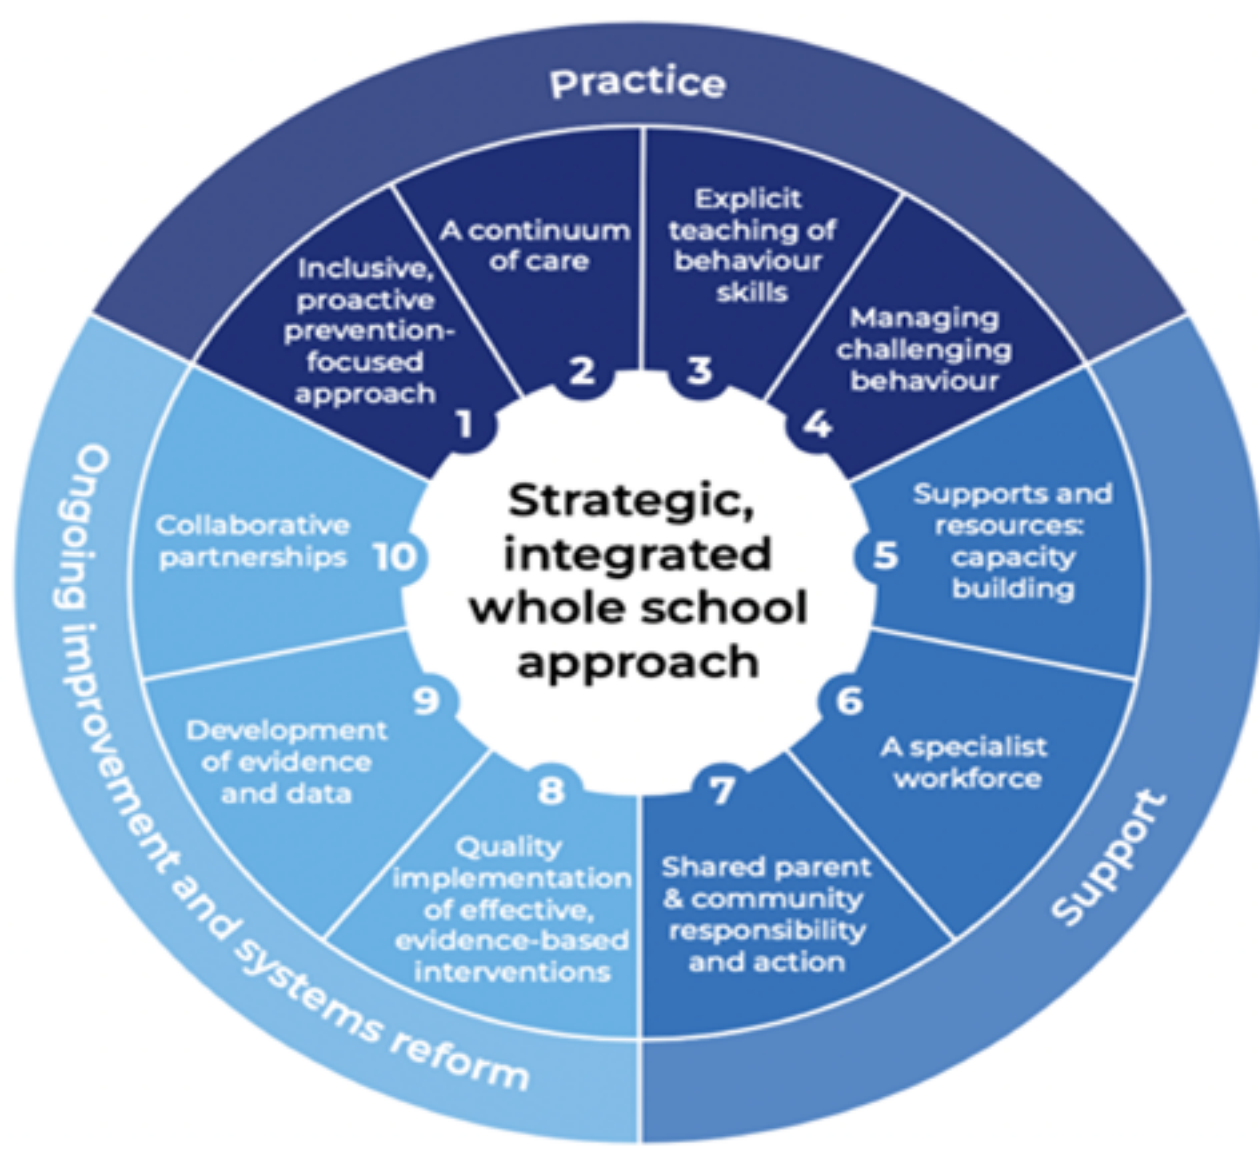 Practice
Inclusive,
proactive
prevention-
focused
approach
1
A continuum
of care
2
Explicit
teaching of
behaviour
skills
3
Managing
challenging
behaviour
4
Supports and
resources:
capacity
building
5
A specialist
workforce
6
Shared parent
& community
responsibility
and action
7
Support
Quality
implementation
of effective,
evidence-based
interventions
8
Development
of evidence
and data
9
Collaborative
partnerships
10
Ongoing improvement and systems reform
Strategic,
integrated
whole school
approach